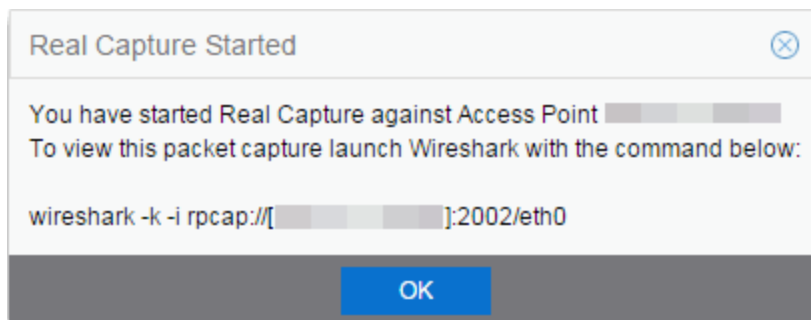 Real Capture Started
You have started Real Capture against Access Point
To view this packet capture launch Wireshark with the command below:
wireshark -k -i rpcap://[ ]:2002/eth0
OK